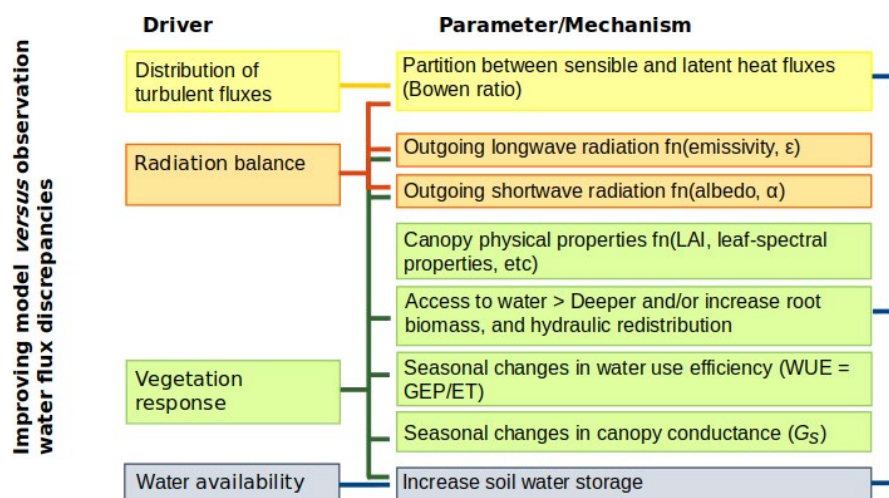 Driver
Parameter/Mechanism
Improving model versus observation
water flux discrepancies
Distribution of
turbulent fluxes
Partition between sensible and latent heat fluxes
(Bowen ratio)
Radiation balance
Outgoing longwave radiation fn(emissivity, ε)
Outgoing shortwave radiation fn(albedo, α)
Canopy physical properties fn(LAI, leaf-spectral
properties, etc)
Access to water > Deeper and/or increase root
biomass, and hydraulic redistribution
Vegetation
response
Seasonal changes in water use efficiency (WUE =
GEP/ET)
Seasonal changes in canopy conductance (Gs)
Water availability
Increase soil water storage